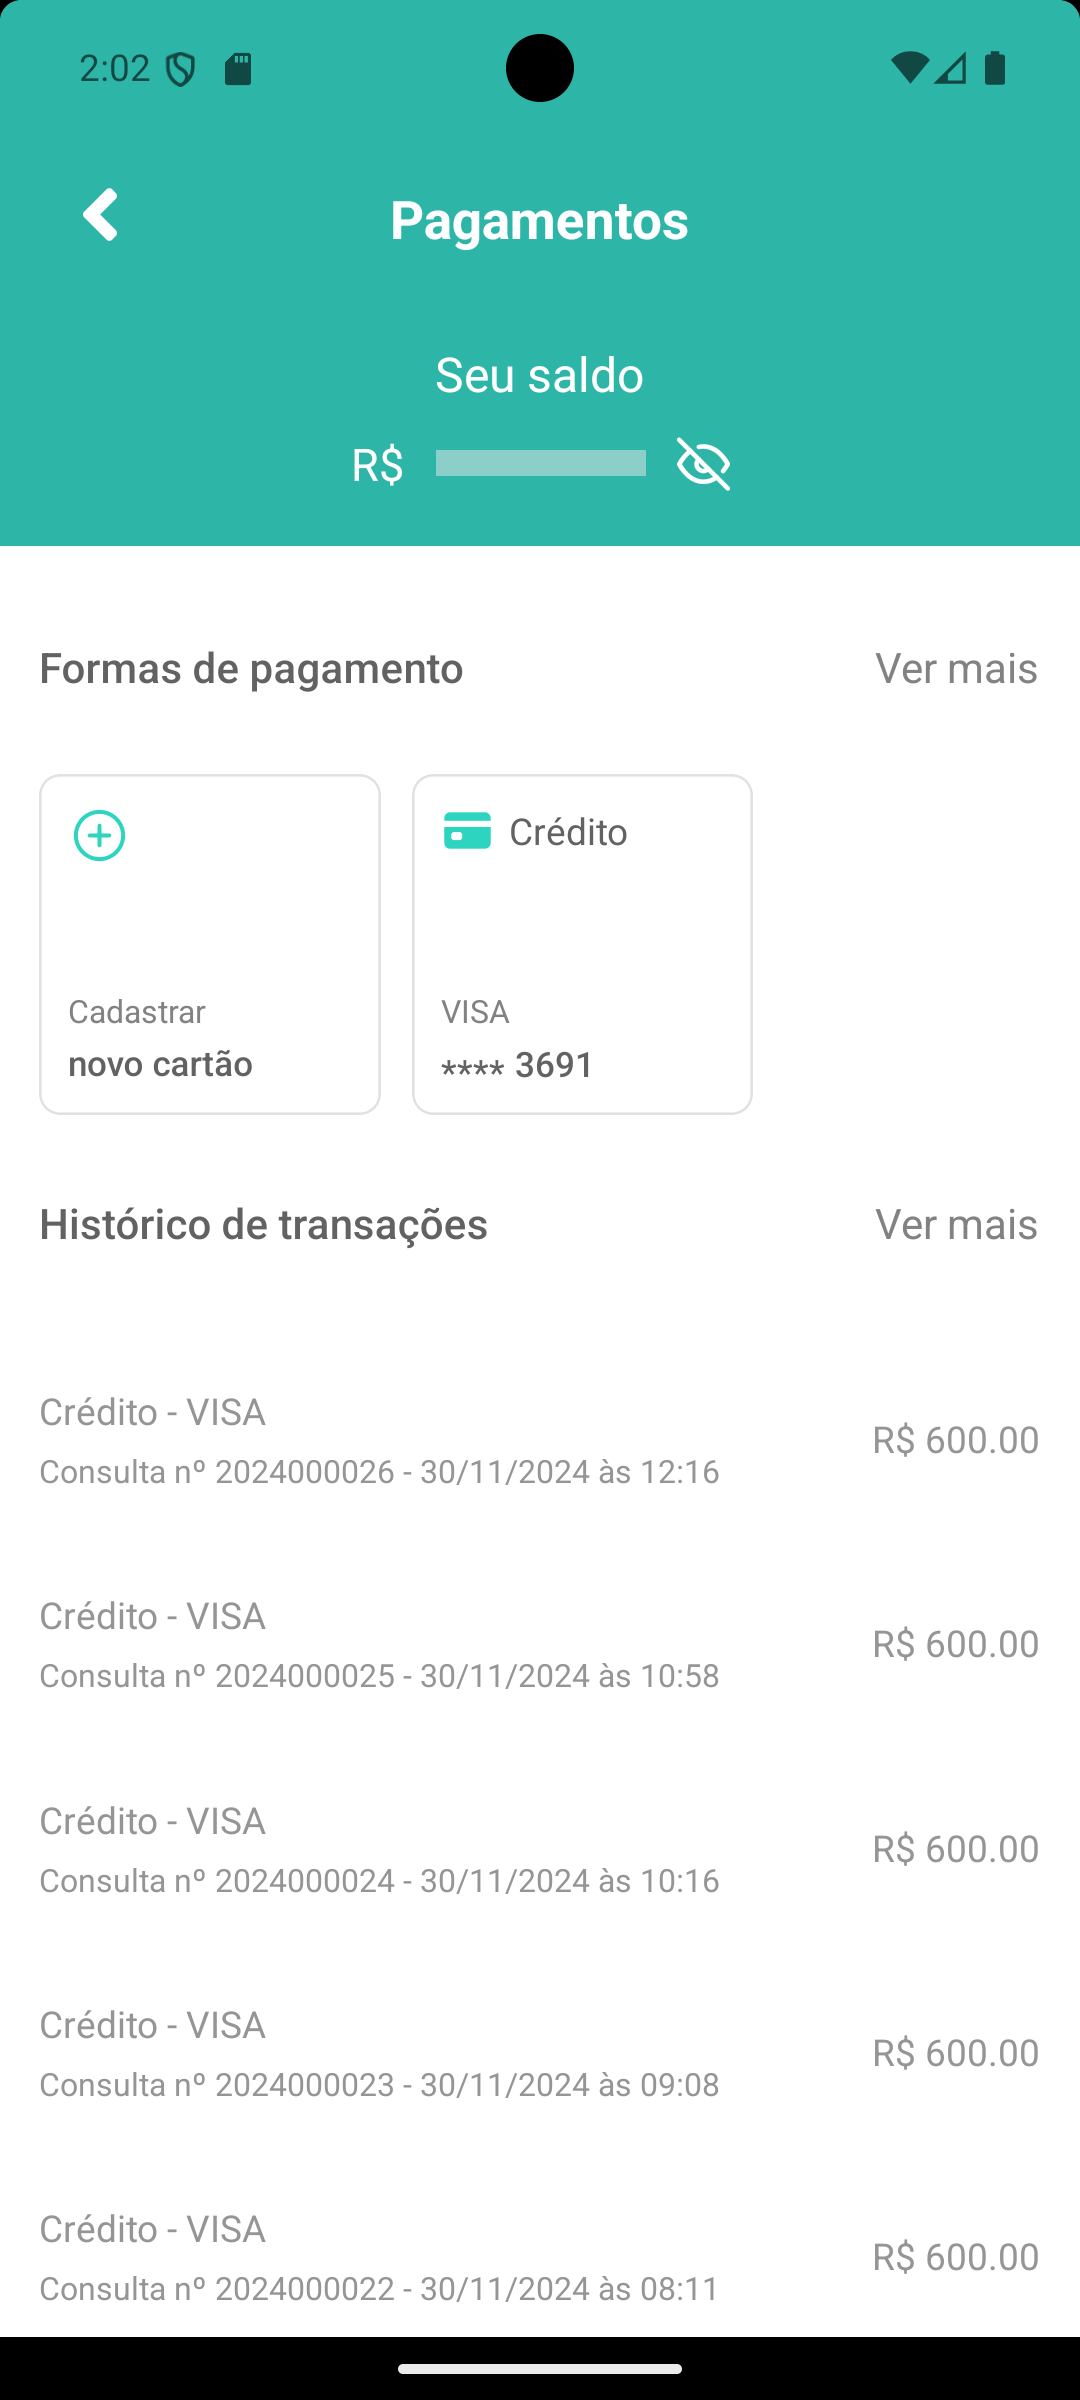 2:02
Pagamentos
Seu saldo
R$
Formas de pagamento
Ver mais
Crédito
Cadastrar
novo cartão
VISA
**** 3691
Histórico de transações
Ver mais
Crédito - VISA
Consulta nº 2024000026 - 30/11/2024 às 12:16
R$ 600.00
Crédito - VISA
Consulta nº 2024000025 - 30/11/2024 às 10:58
R$ 600.00
Crédito - VISA
Consulta nº 2024000024 - 30/11/2024 às 10:16
R$ 600.00
Crédito - VISA
Consulta nº 2024000023 - 30/11/2024 às 09:08
R$ 600.00
Crédito - VISA
Consulta nº 2024000022 - 30/11/2024 às 08:11
R$ 600.00